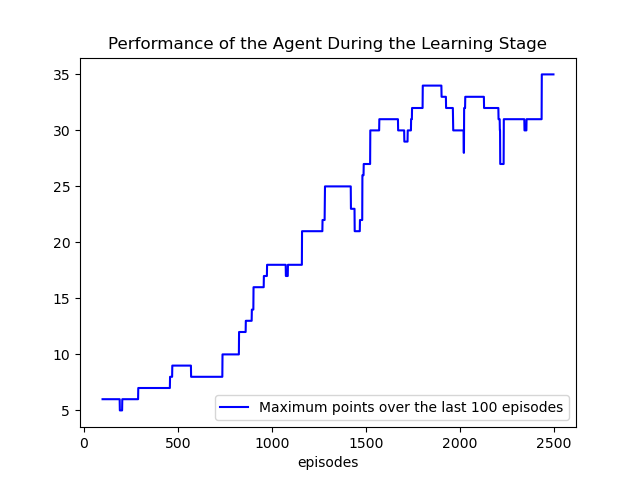 Performance of the Agent During the Learning Stage
35
30
25
20
15
10
5
Maximum points over the last 100 episodes
0 500 1000 1500 2000 2500
episodes